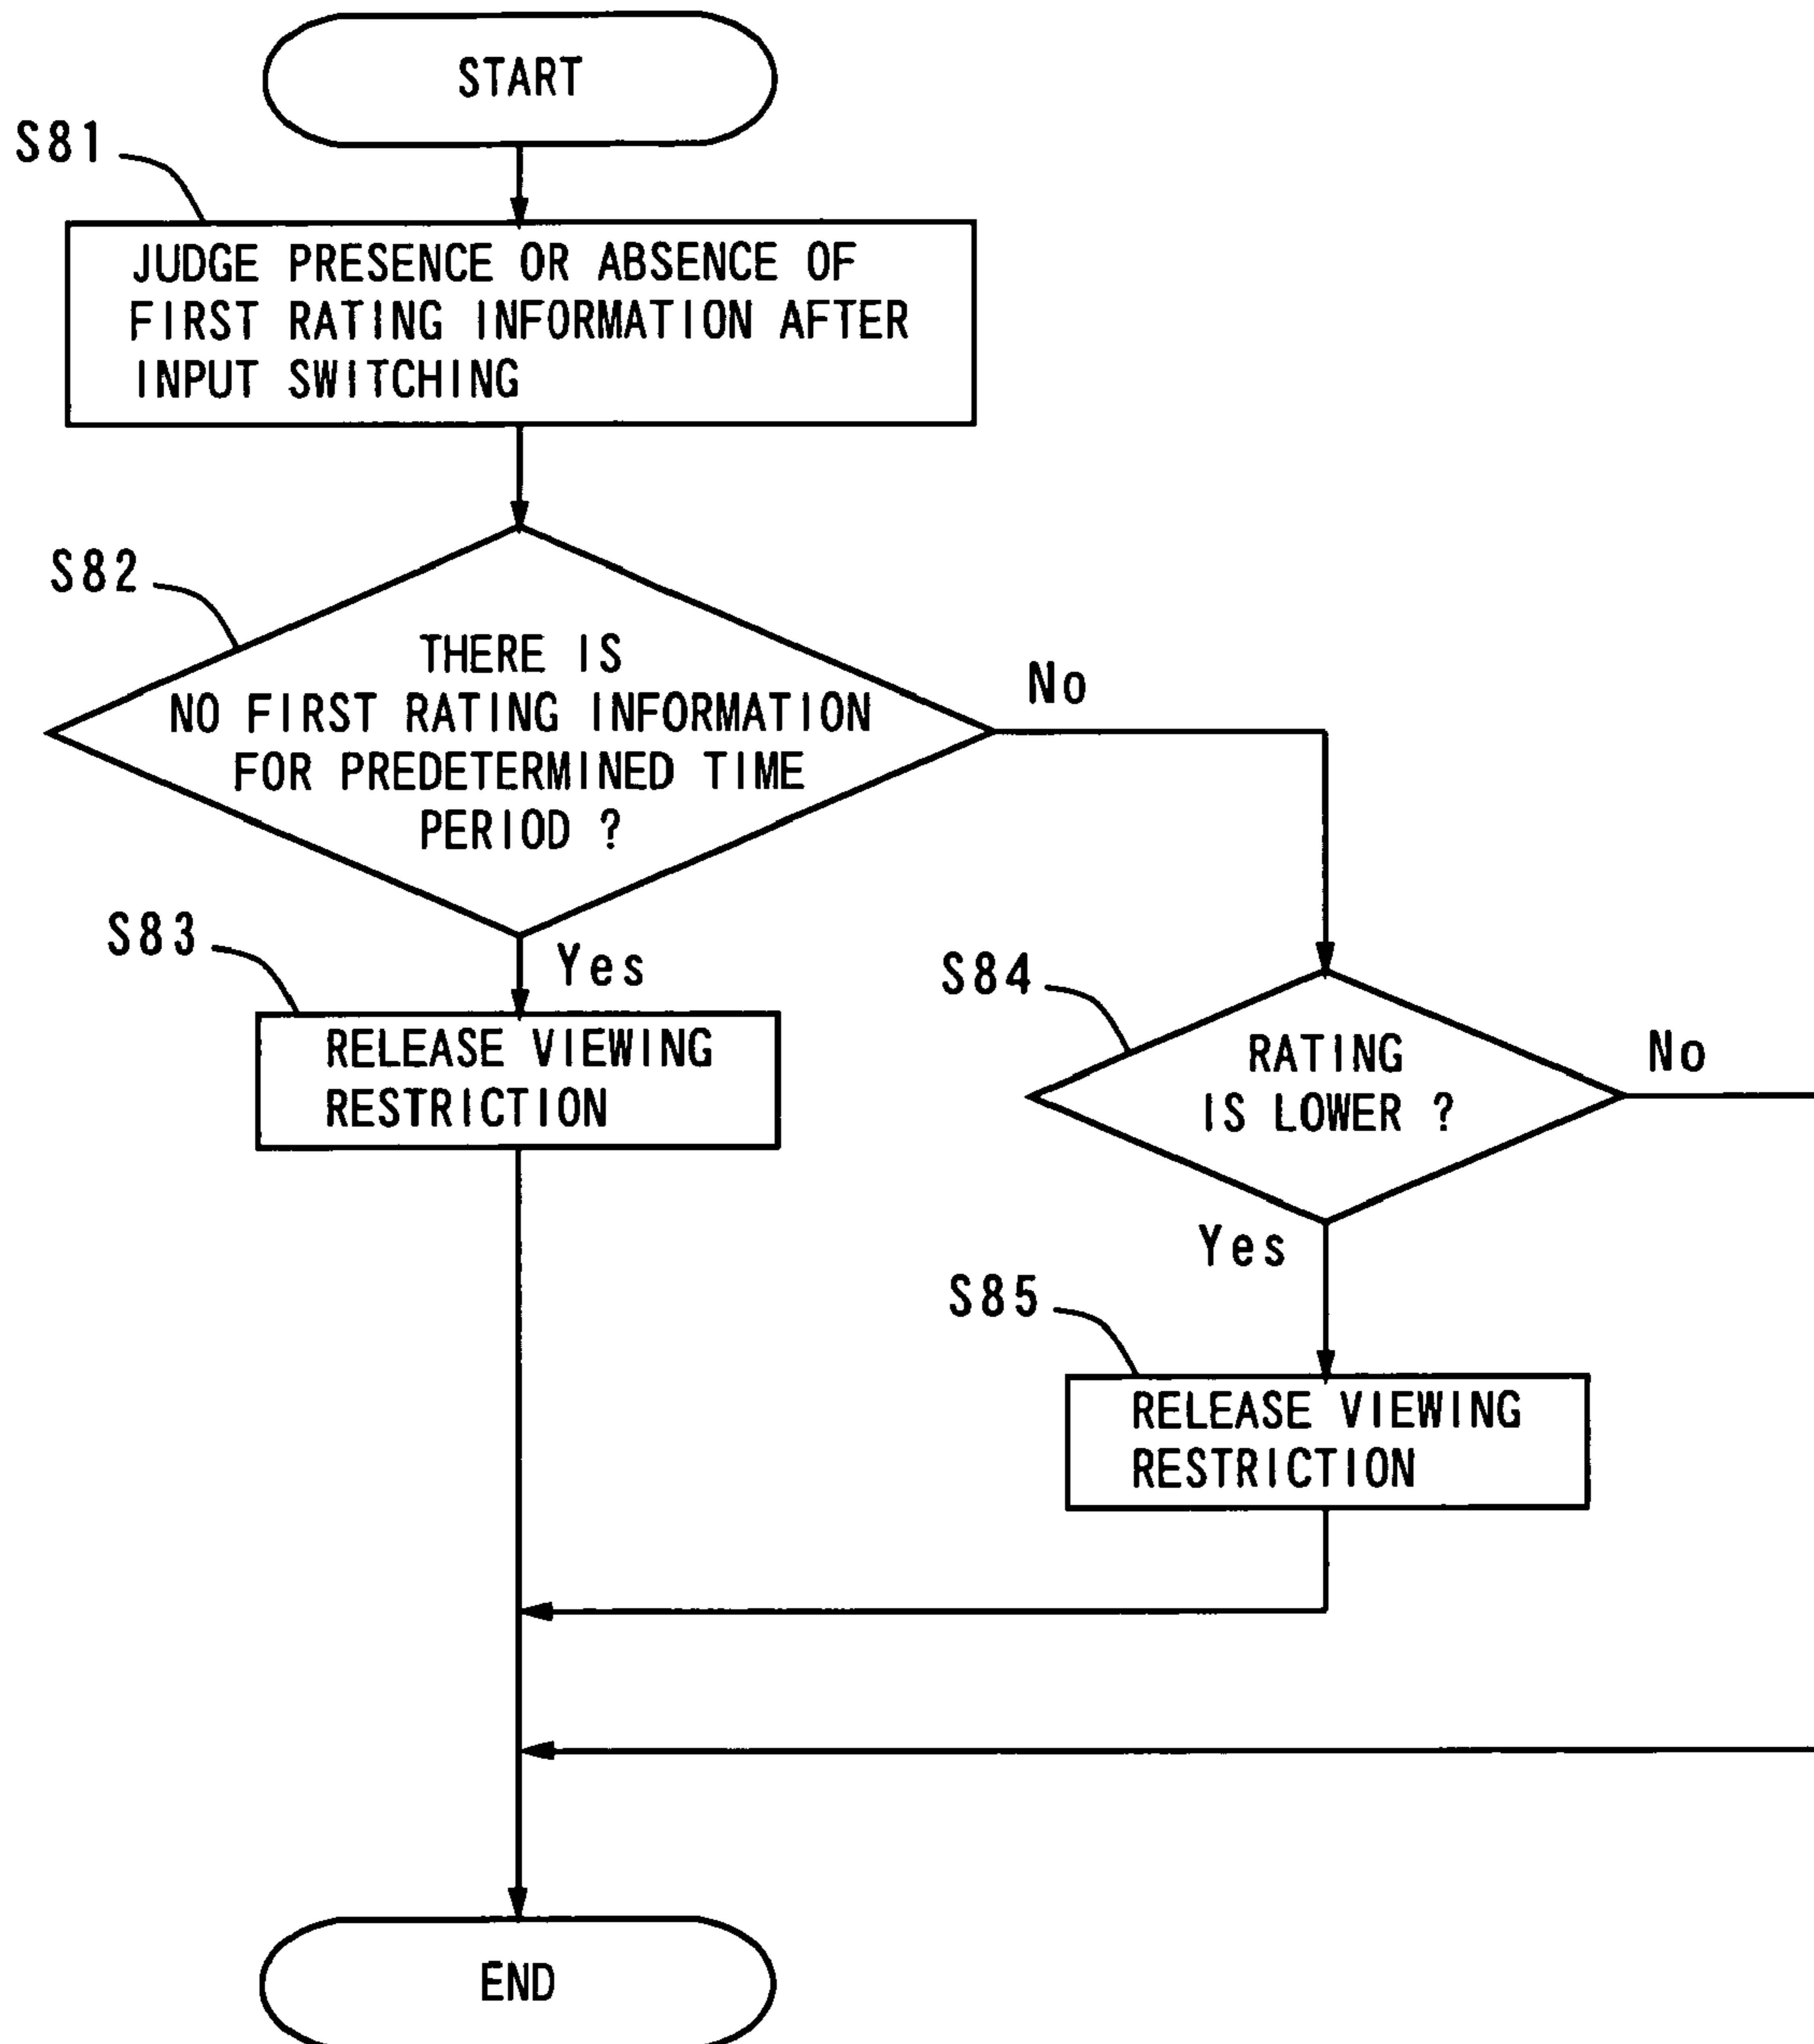 START
S81
JUDGE PRESENCE OR ABSENCE OF
FIRST RATING INFORMATION AFTER
INPUT SWITCHING
S82
THERE IS
NO FIRST RATING INFORMATION
FOR PREDETERMINED TIME
PERIOD ?
No
S83
Yes
RELEASE VIEWING
RESTRICTION
S84
RATING
IS LOWER ?
No
Yes
S85
RELEASE VIEWING
RESTRICTION
END